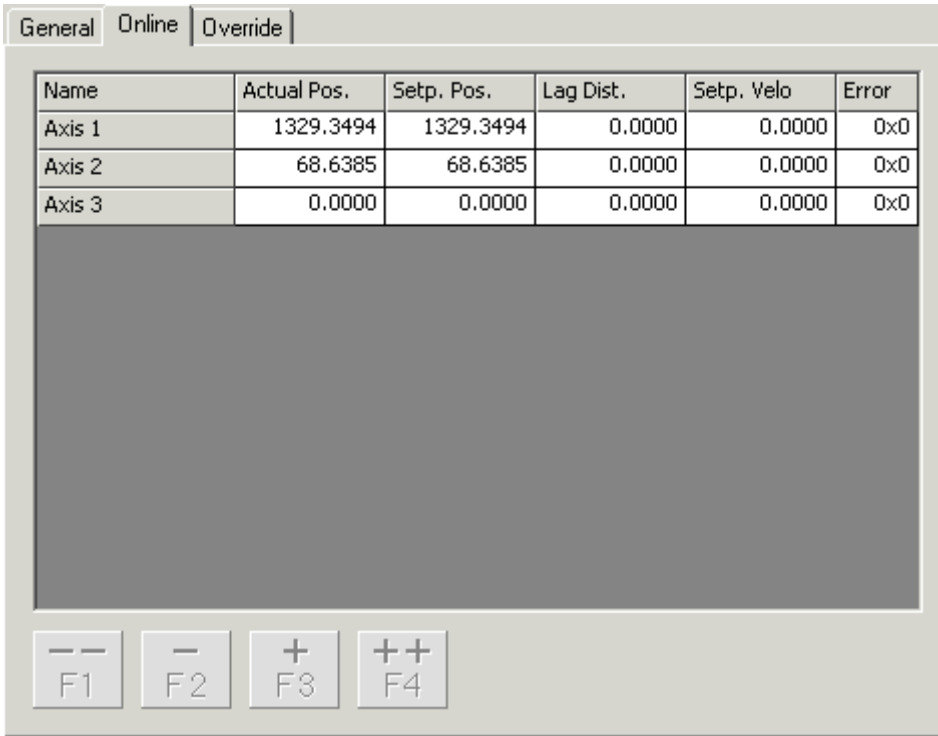 General Online Override
Name Actual Pos. Setp. Pos. Lag Dist. Setp. Velo Error
Axis 1 1329.3494 1329.3494 0.0000 0.0000 0x0
Axis 2 68.6385 68.6385 0.0000 0.0000 0x0
Axis 3 0.0000 0.0000 0.0000 0.0000 0x0
-- - + ++
F1 F2 F3 F4